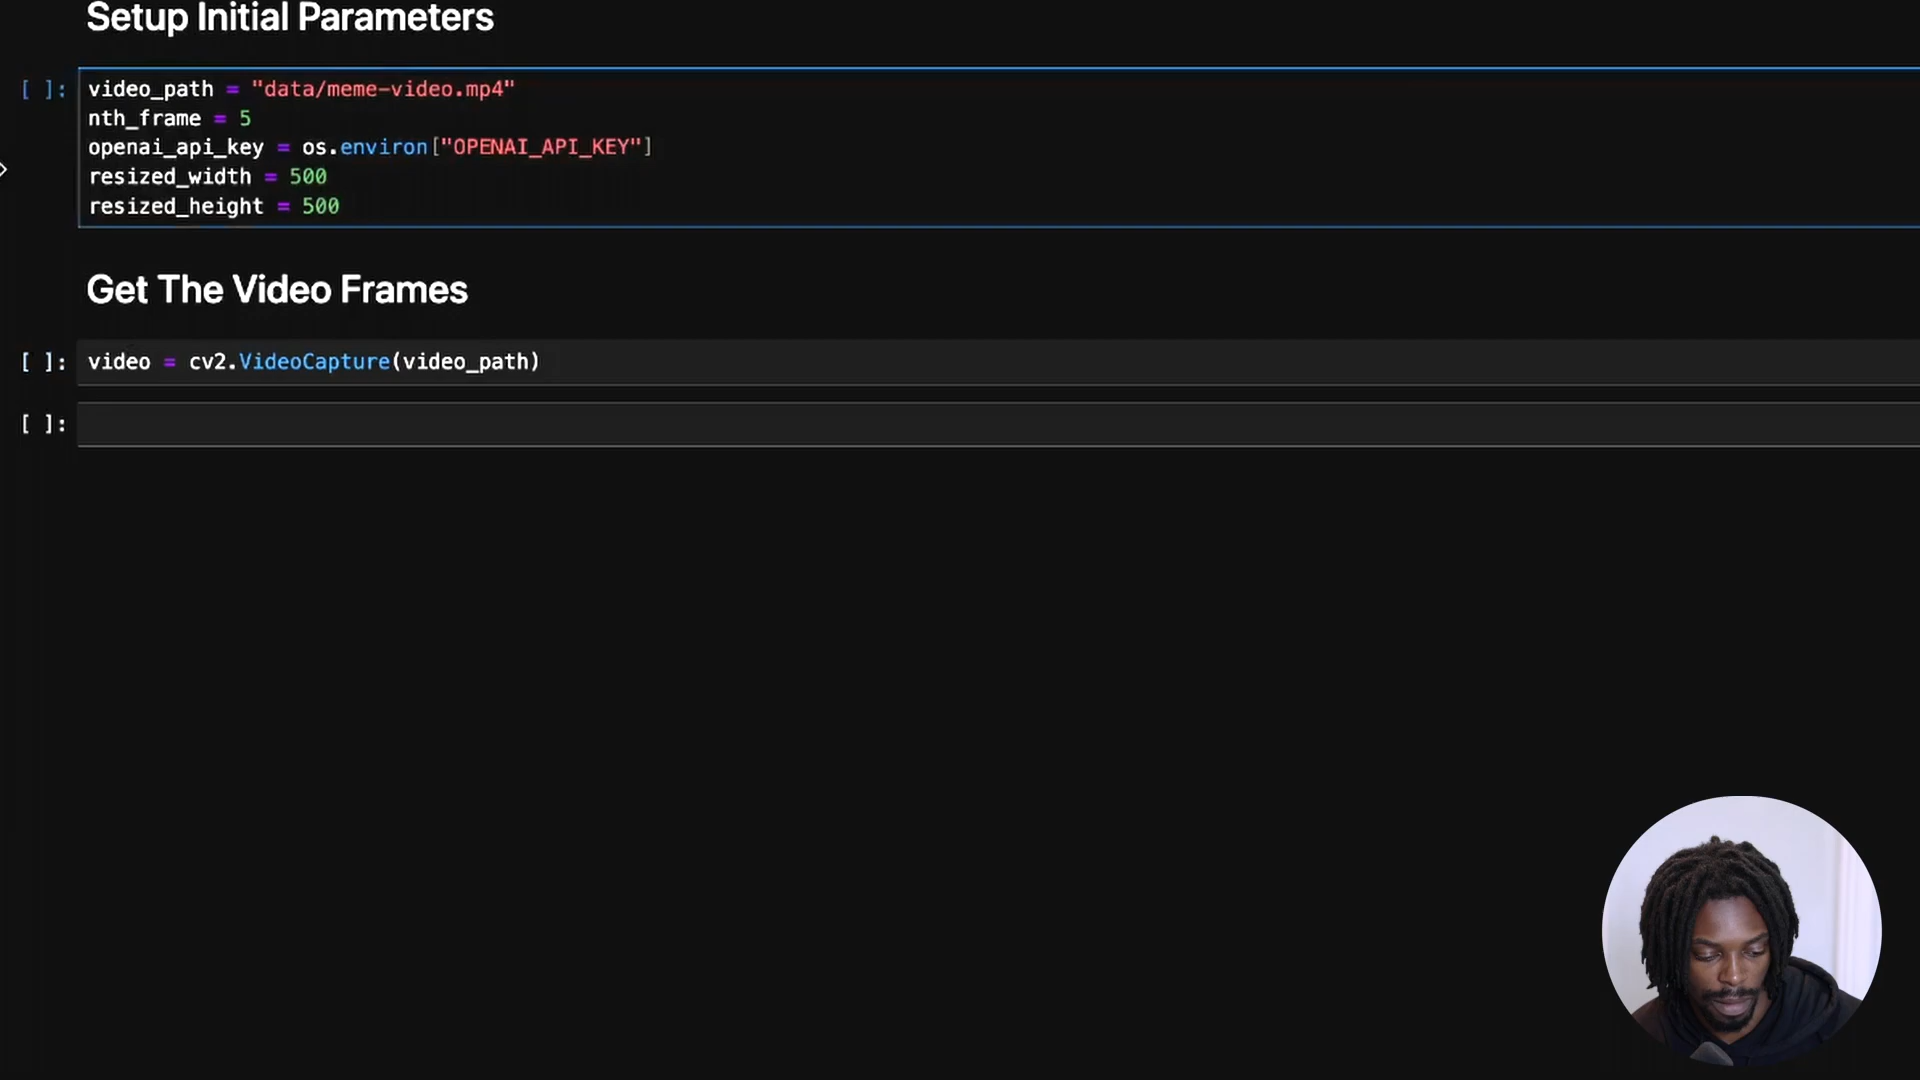 Setup Initial Parameters
[ ]:
video_path = "data/meme-video.mp4"
nth_frame = 5
openai_api_key = os.environ["OPENAI_API_KEY"]
resized_width = 500
resized_height = 500
Get The Video Frames
[ ]:
video = cv2.VideoCapture(video_path)
[ ]: